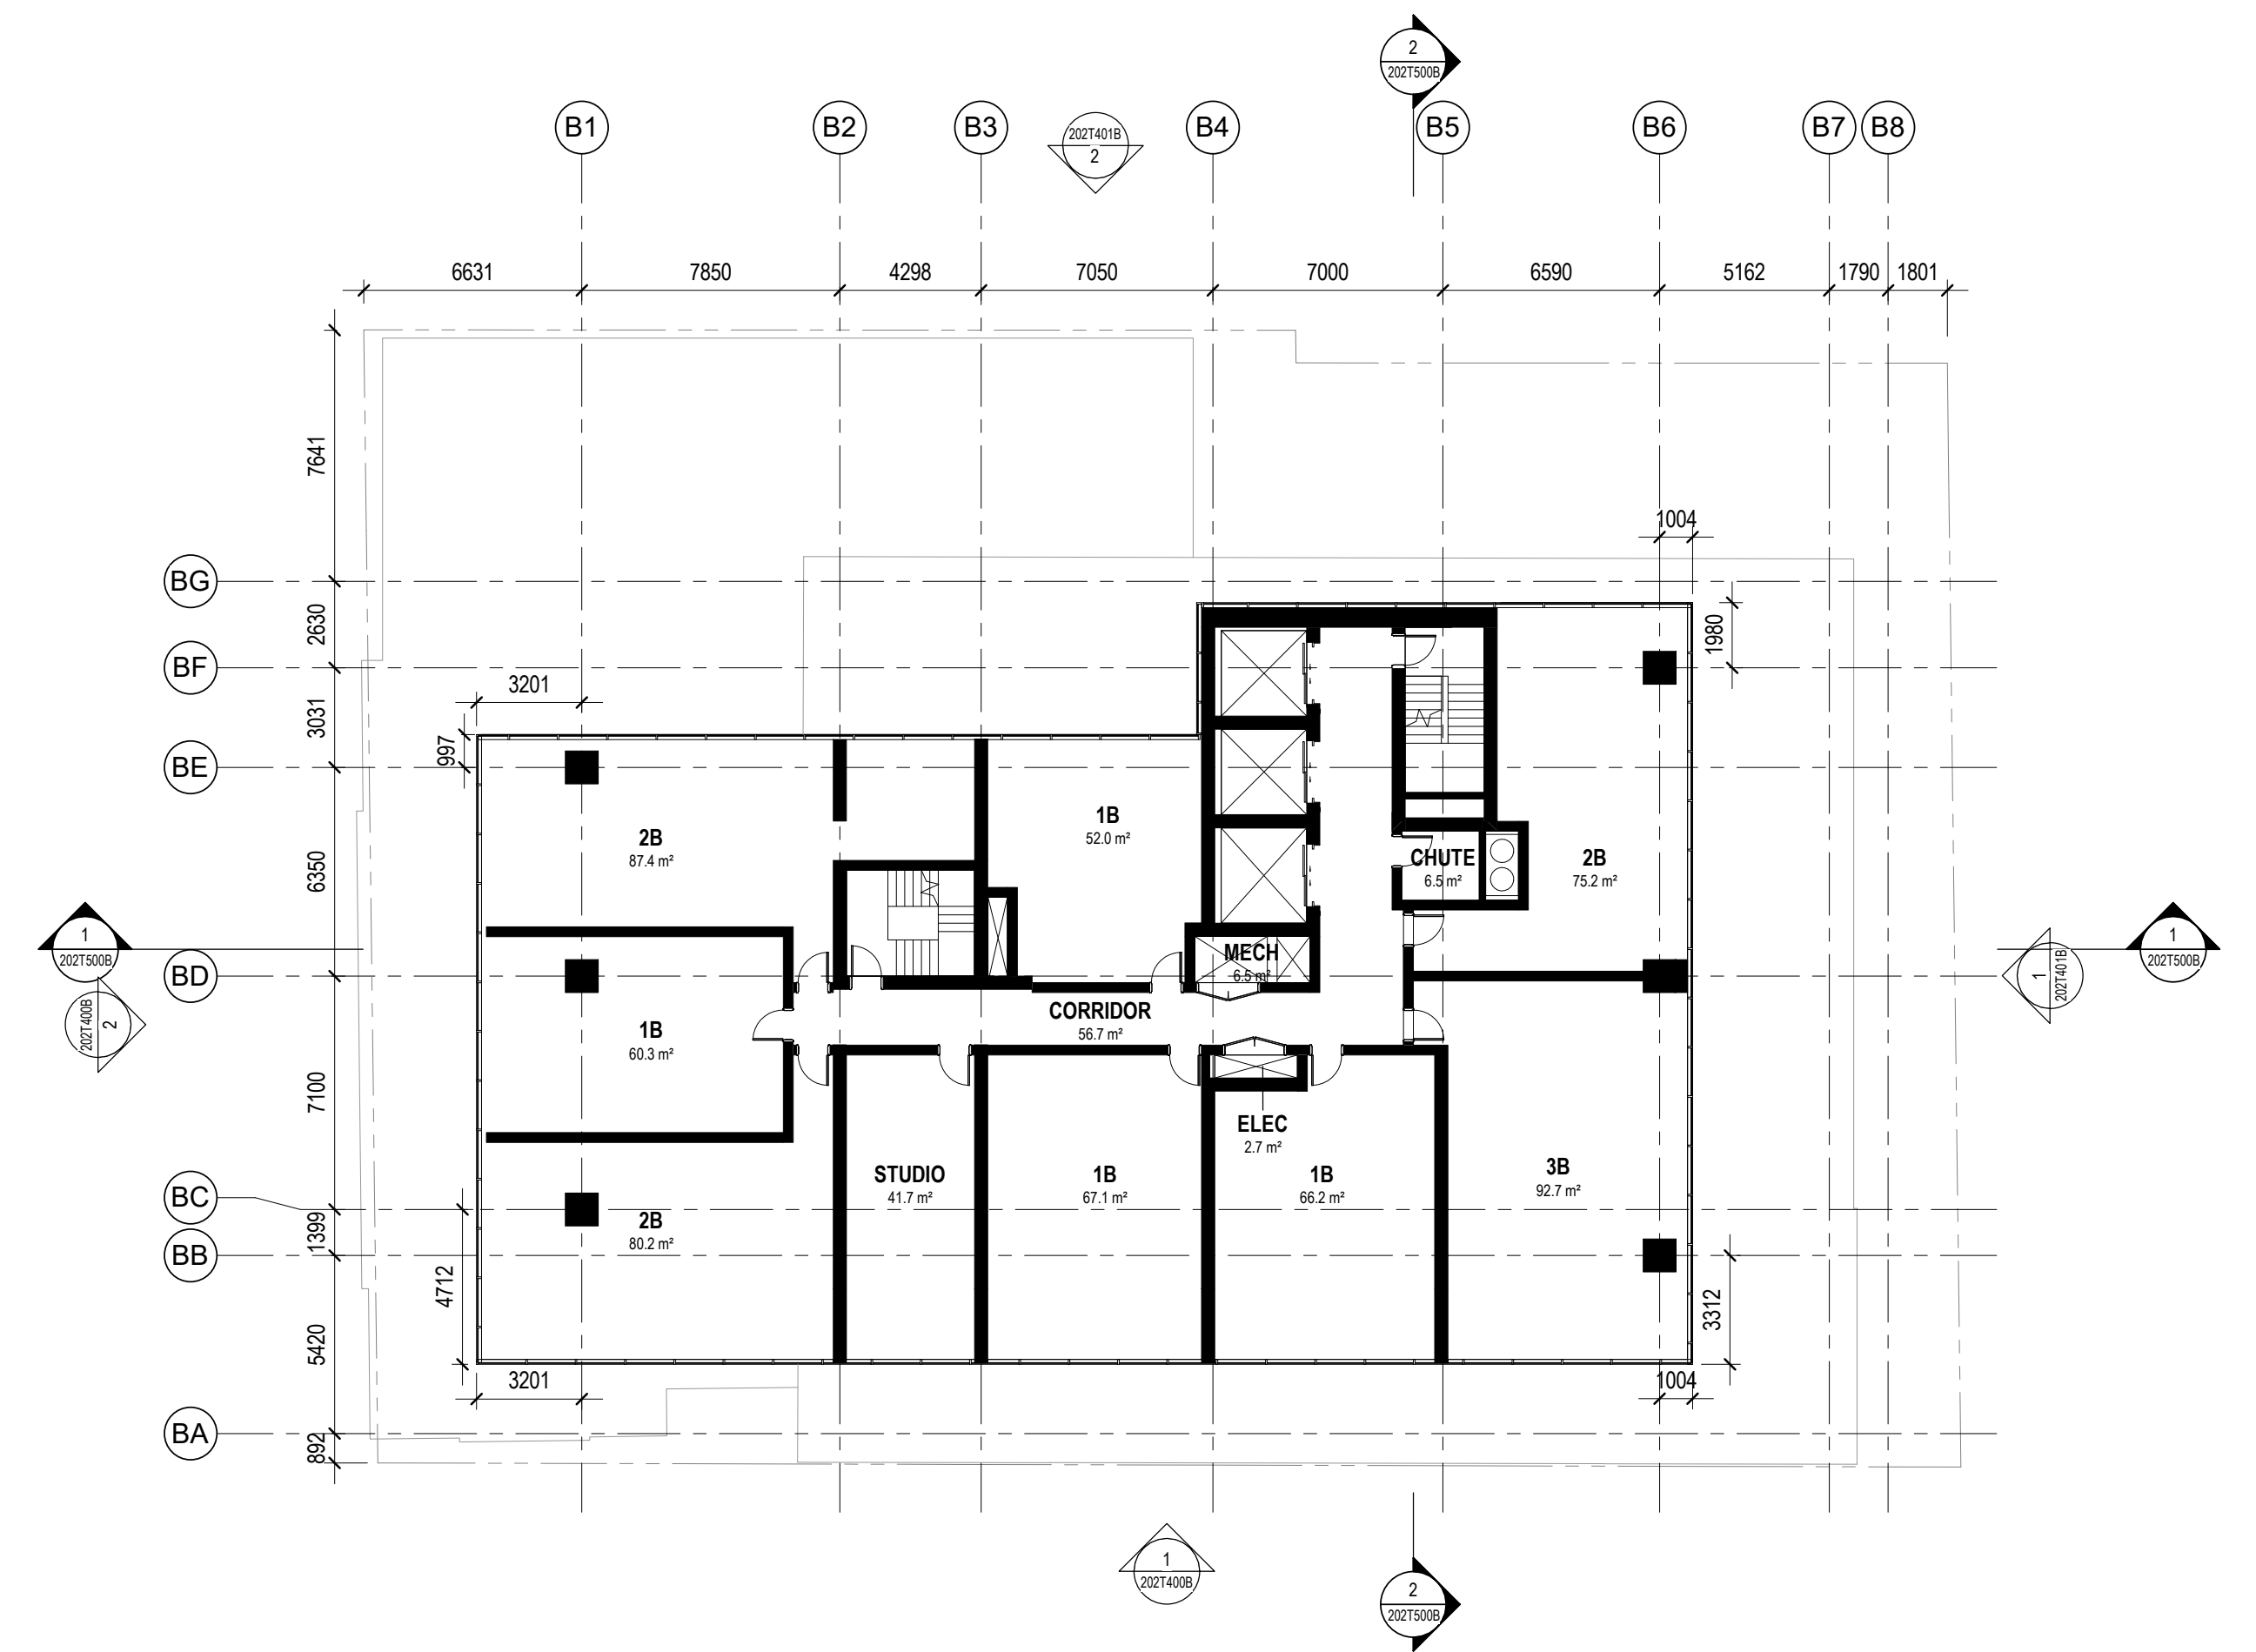 2
202T500B
B1
B2
B3
202T401B
2
B4
B5
B6
B7
B8
6631
7850
4298
7050
7000
6590
5162
1790
1801
7641
1004
BG
2630
1980
BF
3201
3031
997
BE
1B
52.0 m²
2B
87.4 m²
CHUTE
6.5 m²
2B
75.2 m²
6350
1
202T500B
MECH
6.5 m²
1
202T500B
BD
1
202T401B
CORRIDOR
56.7 m²
202T400B
2
1B
60.3 m²
7100
ELEC
2.7 m²
STUDIO
41.7 m²
1B
67.1 m²
1B
66.2 m²
3B
92.7 m²
BC
2B
80.2 m²
1399
BB
4712
3312
5420
3201
1004
BA
892
1
202T400B
2
202T500B